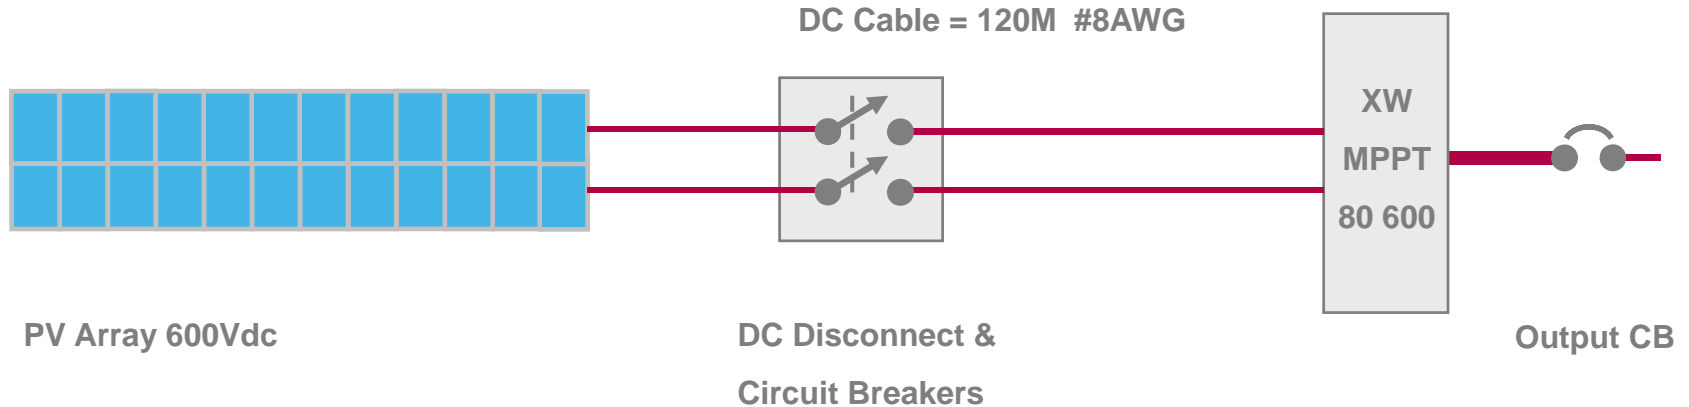 DC Cable = 120M  #8AWG
XW
MPPT
80 600
PV Array 600Vdc
DC Disconnect &
Circuit Breakers
Output CB